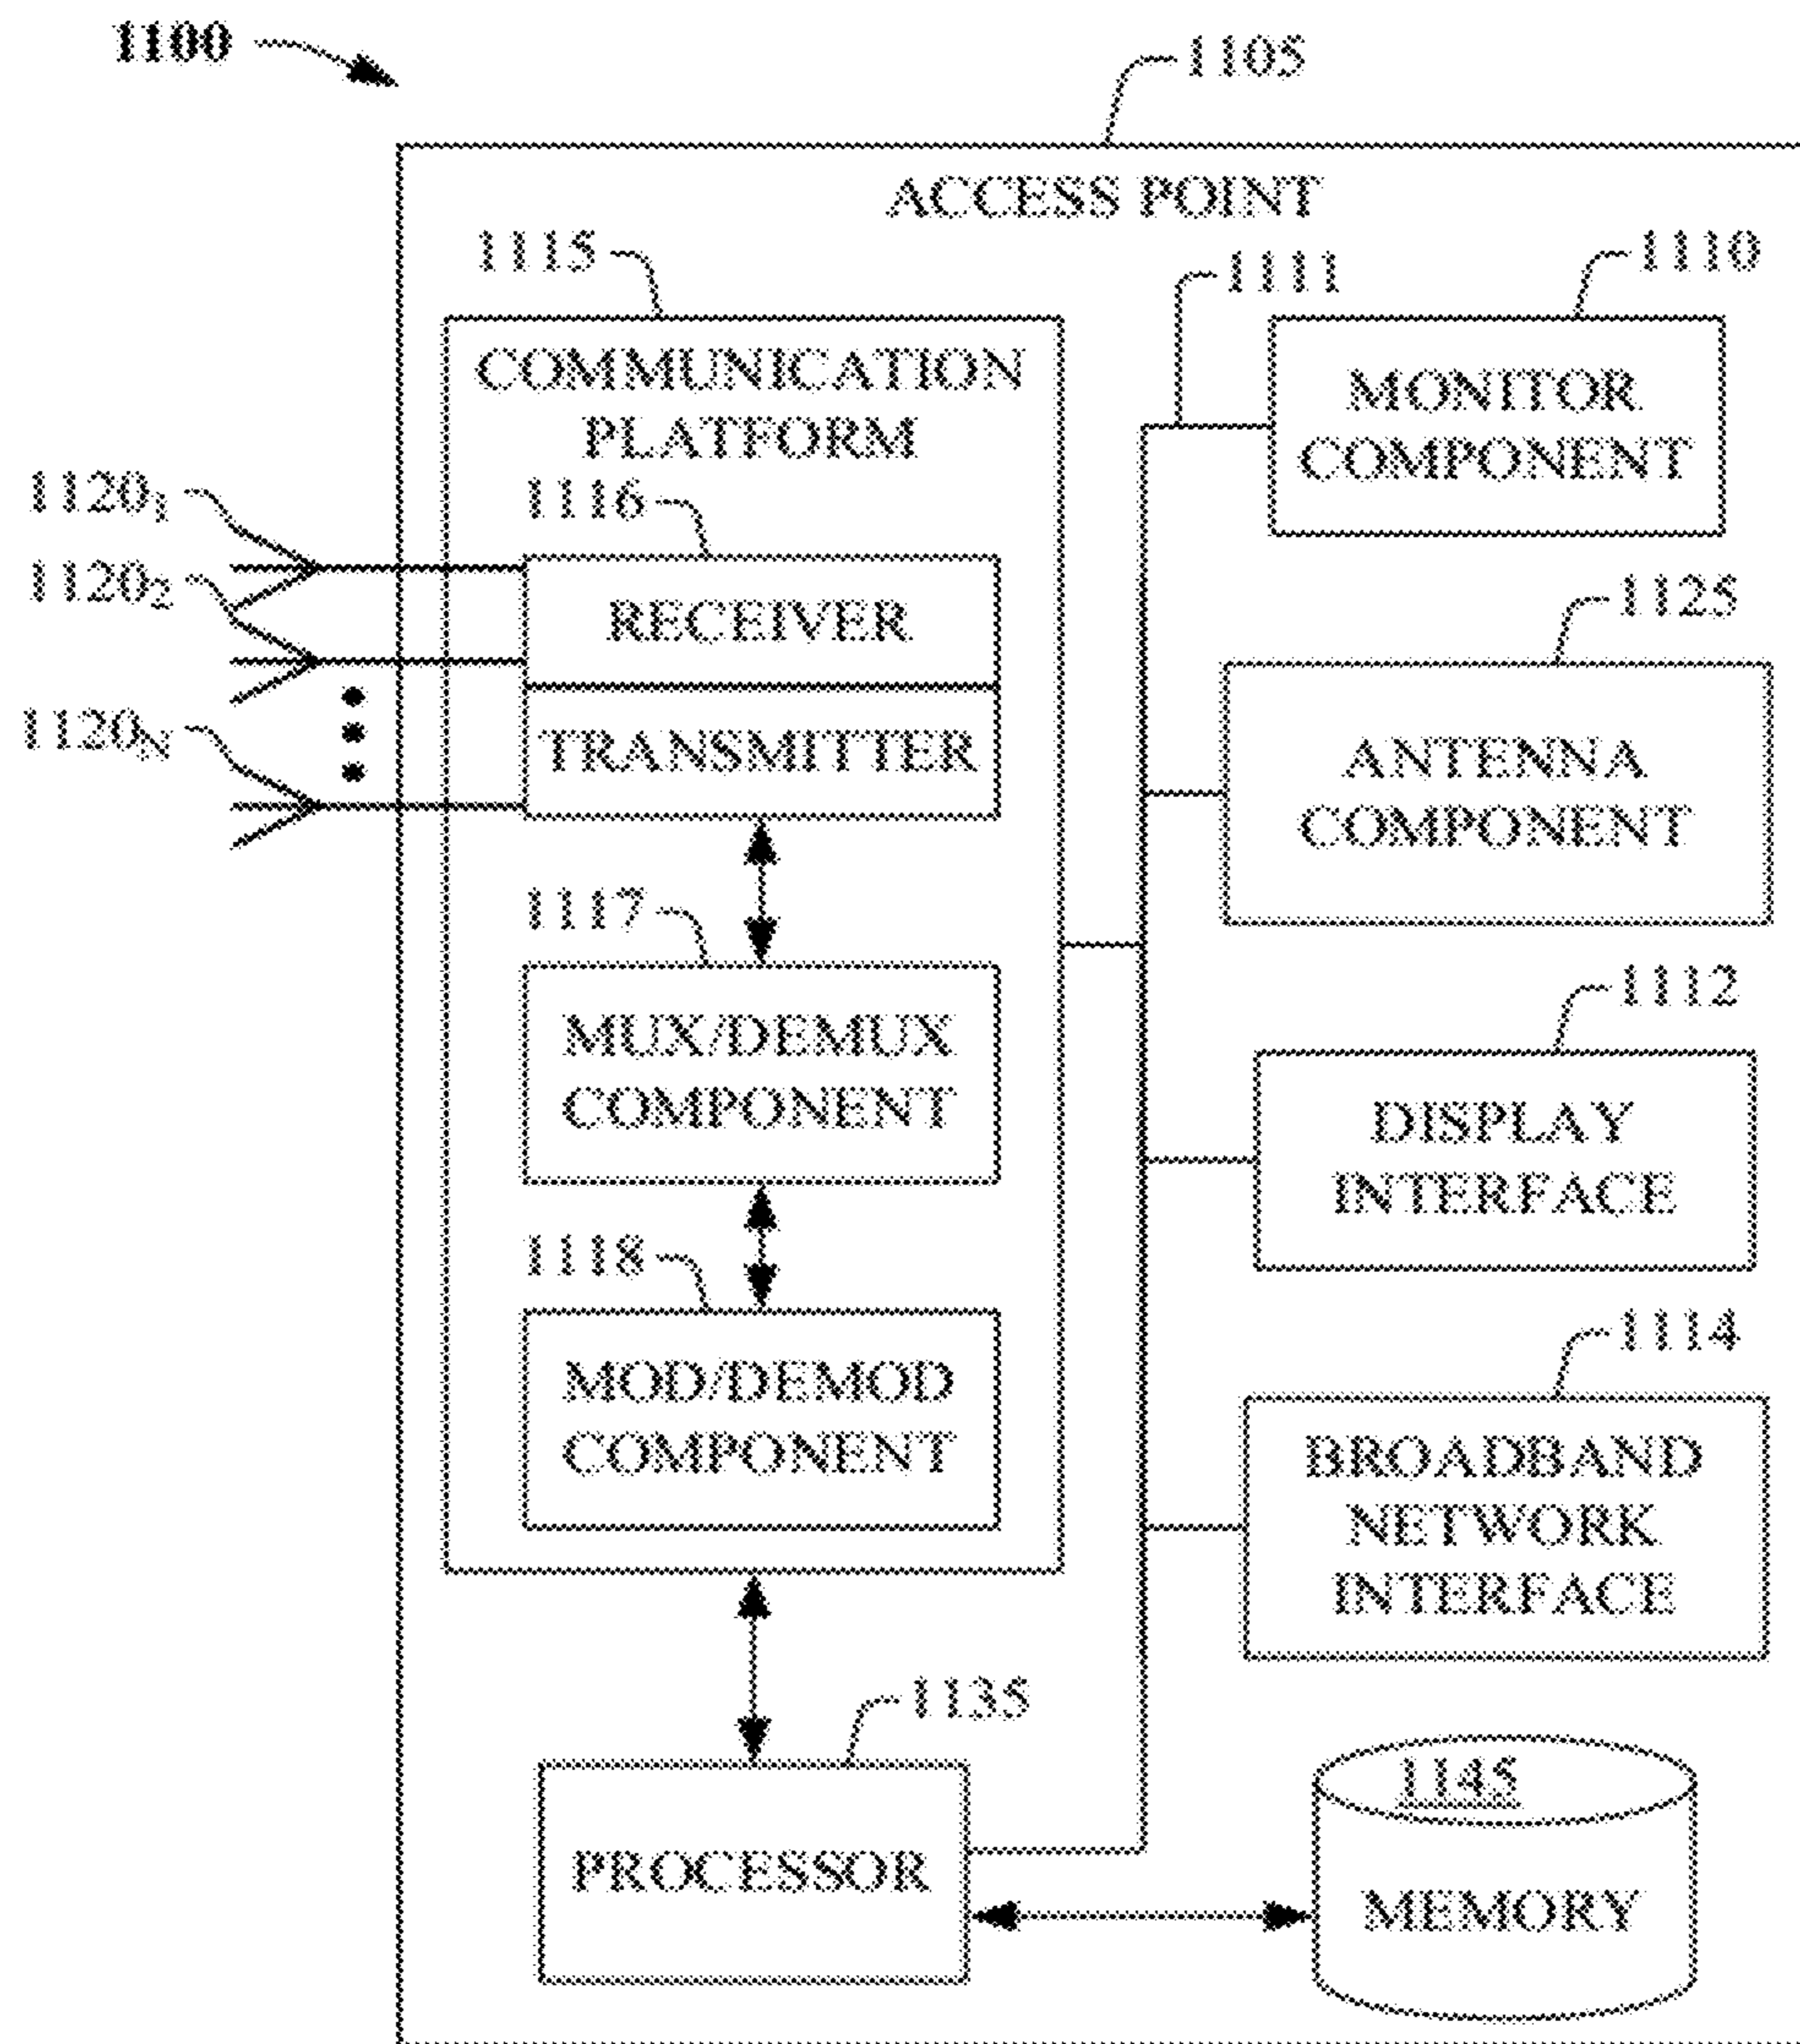 1100
1105
ACCESS POINT
1115
1111
1110
COMMUNICATION
PLATFORM
MONITOR
COMPONENT
1120₁
1116
1120₂
RECEIVER
1125
1120N
TRANSMITTER
ANTENNA
COMPONENT
1117
1112
MUX/DEMUX
COMPONENT
DISPLAY
INTERFACE
1118
1114
MOD/DEMOD
COMPONENT
BROADBAND
NETWORK
INTERFACE
1135
PROCESSOR
1145
MEMORY